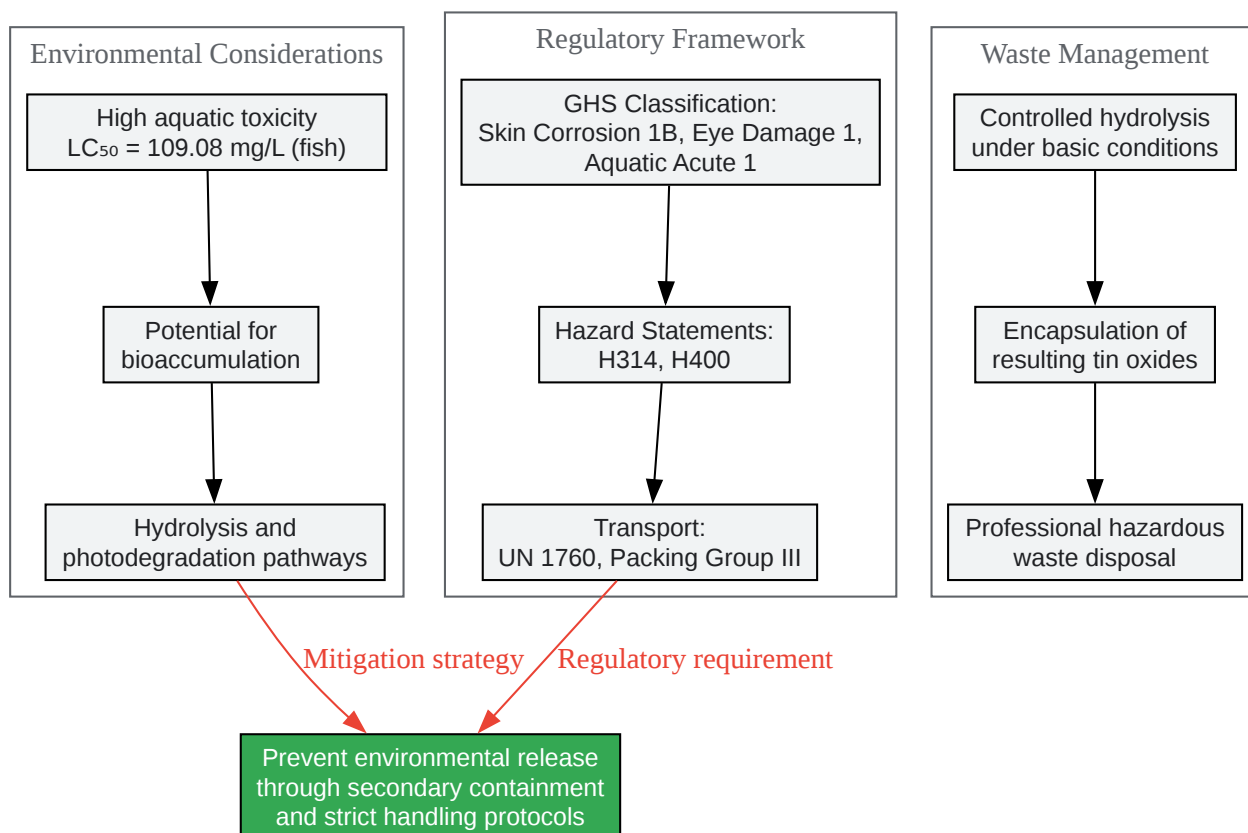 Environmental Considerations
High aquatic toxicity
LC₅₀ = 109.08 mg/L (fish)
Potential for
bioaccumulation
Hydrolysis and
photodegradation pathways
Regulatory Framework
GHS Classification:
Skin Corrosion 1B, Eye Damage 1,
Aquatic Acute 1
Hazard Statements:
H314, H400
Transport:
UN 1760, Packing Group III
Waste Management
Controlled hydrolysis
under basic conditions
Encapsulation of
resulting tin oxides
Professional hazardous
waste disposal
Mitigation strategy
Regulatory requirement
Prevent environmental release
through secondary containment
and strict handling protocols